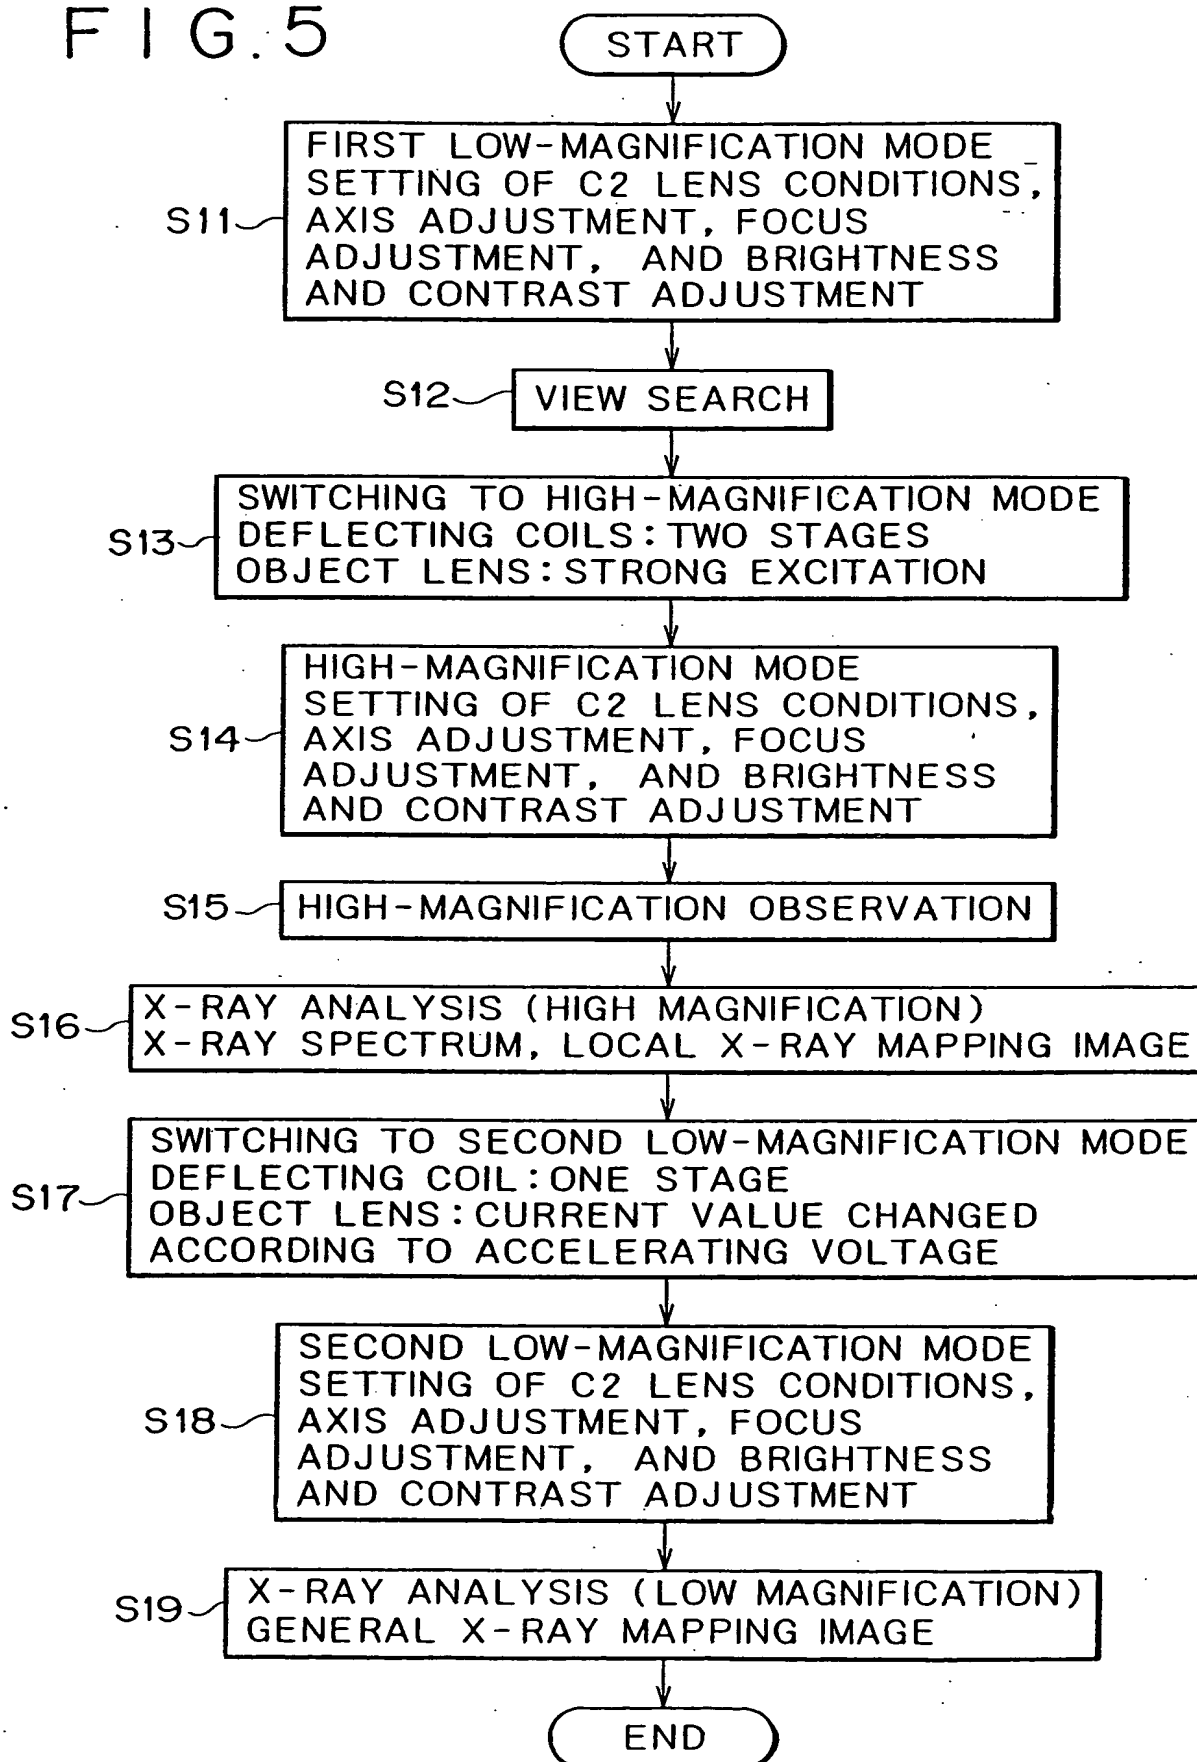 FIG. 5
START
S11
FIRST LOW-MAGNIFICATION MODE
SETTING OF C2 LENS CONDITIONS,
AXIS ADJUSTMENT, FOCUS
ADJUSTMENT, AND BRIGHTNESS
AND CONTRAST ADJUSTMENT
S12
VIEW SEARCH
S13
SWITCHING TO HIGH-MAGNIFICATION MODE
DEFLECTING COILS: TWO STAGES
OBJECT LENS: STRONG EXCITATION
S14
HIGH-MAGNIFICATION MODE
SETTING OF C2 LENS CONDITIONS,
AXIS ADJUSTMENT, FOCUS
ADJUSTMENT, AND BRIGHTNESS
AND CONTRAST ADJUSTMENT
S15
HIGH-MAGNIFICATION OBSERVATION
S16
X-RAY ANALYSIS (HIGH MAGNIFICATION)
X-RAY SPECTRUM, LOCAL X-RAY MAPPING IMAGE
S17
SWITCHING TO SECOND LOW-MAGNIFICATION MODE
DEFLECTING COIL: ONE STAGE
OBJECT LENS: CURRENT VALUE CHANGED
ACCORDING TO ACCELERATING VOLTAGE
S18
SECOND LOW-MAGNIFICATION MODE
SETTING OF C2 LENS CONDITIONS,
AXIS ADJUSTMENT, FOCUS
ADJUSTMENT, AND BRIGHTNESS
AND CONTRAST ADJUSTMENT
S19
X-RAY ANALYSIS (LOW MAGNIFICATION)
GENERAL X-RAY MAPPING IMAGE
END